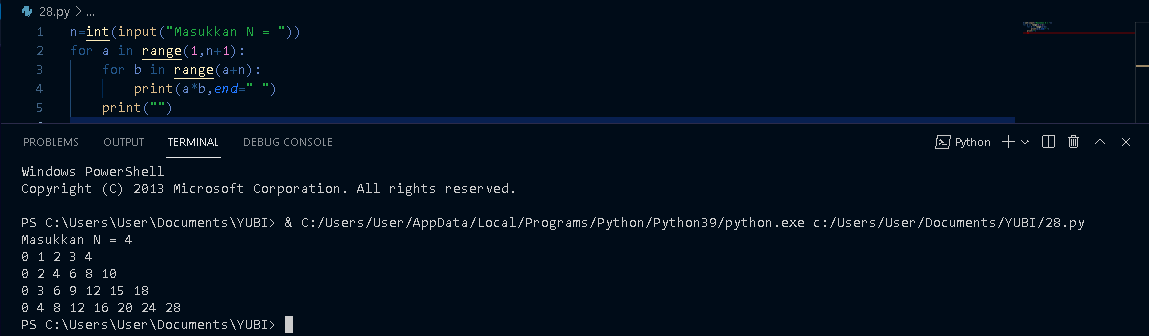 28.py > ...
1 n=int(input("Masukkan N = "))
2 for a in range(1,n+1):
3 for b in range(a+n):
4 print(a*b,end=" ")
5 print("")
PROBLEMS OUTPUT TERMINAL DEBUG CONSOLE Python
Windows PowerShell
Copyright (C) 2013 Microsoft Corporation. All rights reserved.
PS C:\Users\User\Documents\YUBI> & C:/Users/User/AppData/Local/Programs/Python/Python39/python.exe c:/Users/User/Documents/YUBI/28.py
Masukkan N = 4
0 1 2 3 4
0 2 4 6 8 10
0 3 6 9 12 15 18
0 4 8 12 16 20 24 28
PS C:\Users\User\Documents\YUBI>